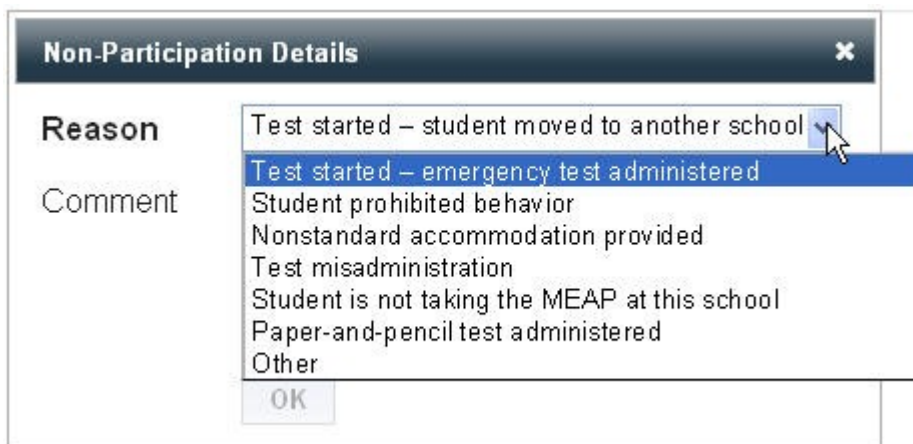 Non-Participation Details
Reason
Test started – student moved to another school
Test started – emergency test administered
Comment
Student prohibited behavior
Nonstandard accommodation provided
Test misadministration
Student is not taking the MEAP at this school
Paper-and-pencil test administered
Other
OK